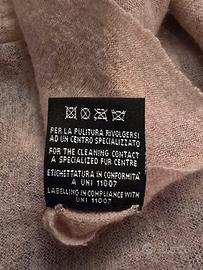 PER LA PULITURA RIVOLGERSI
AD UN CENTRO SPECIALIZZATO
FOR THE CLEANING CONTACT
A SPECIALIZED FUR CENTRE
ETICHETTATURA IN CONFORMITÀ
A UNI 11007
LABELLING IN COMPLIANCE WITH
UNI 11007